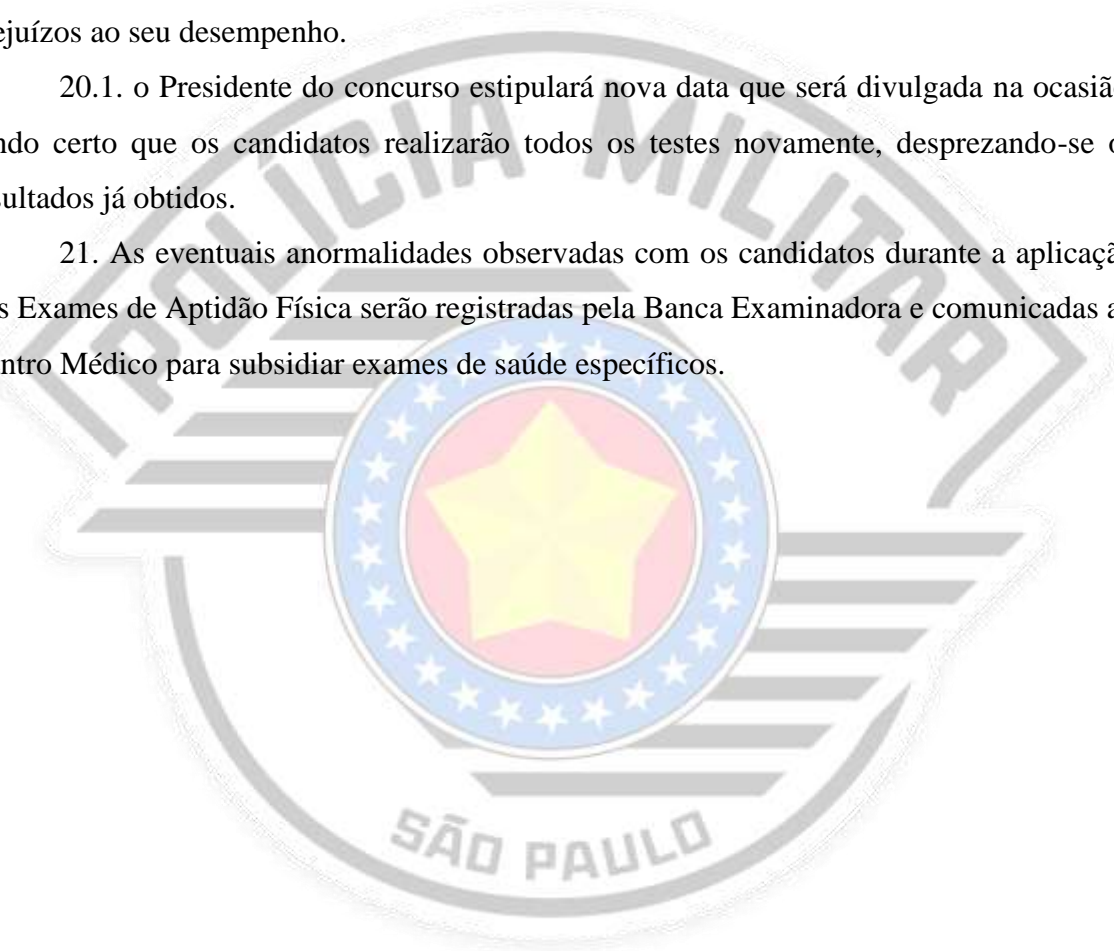 ejuízos ao seu desempenho.
20.1. o Presidente do concurso estipulará nova data que será divulgada na ocasiã
ndo certo que os candidatos realizarão todos os testes novamente, desprezando-se o
sultados já obtidos.
21. As eventuais anormalidades observadas com os candidatos durante a aplicaçã
s Exames de Aptidão Física serão registradas pela Banca Examinadora e comunicadas a
ntro Médico para subsidiar exames de saúde específicos.
POLÍCIA MILITAR
SÃO PAULO